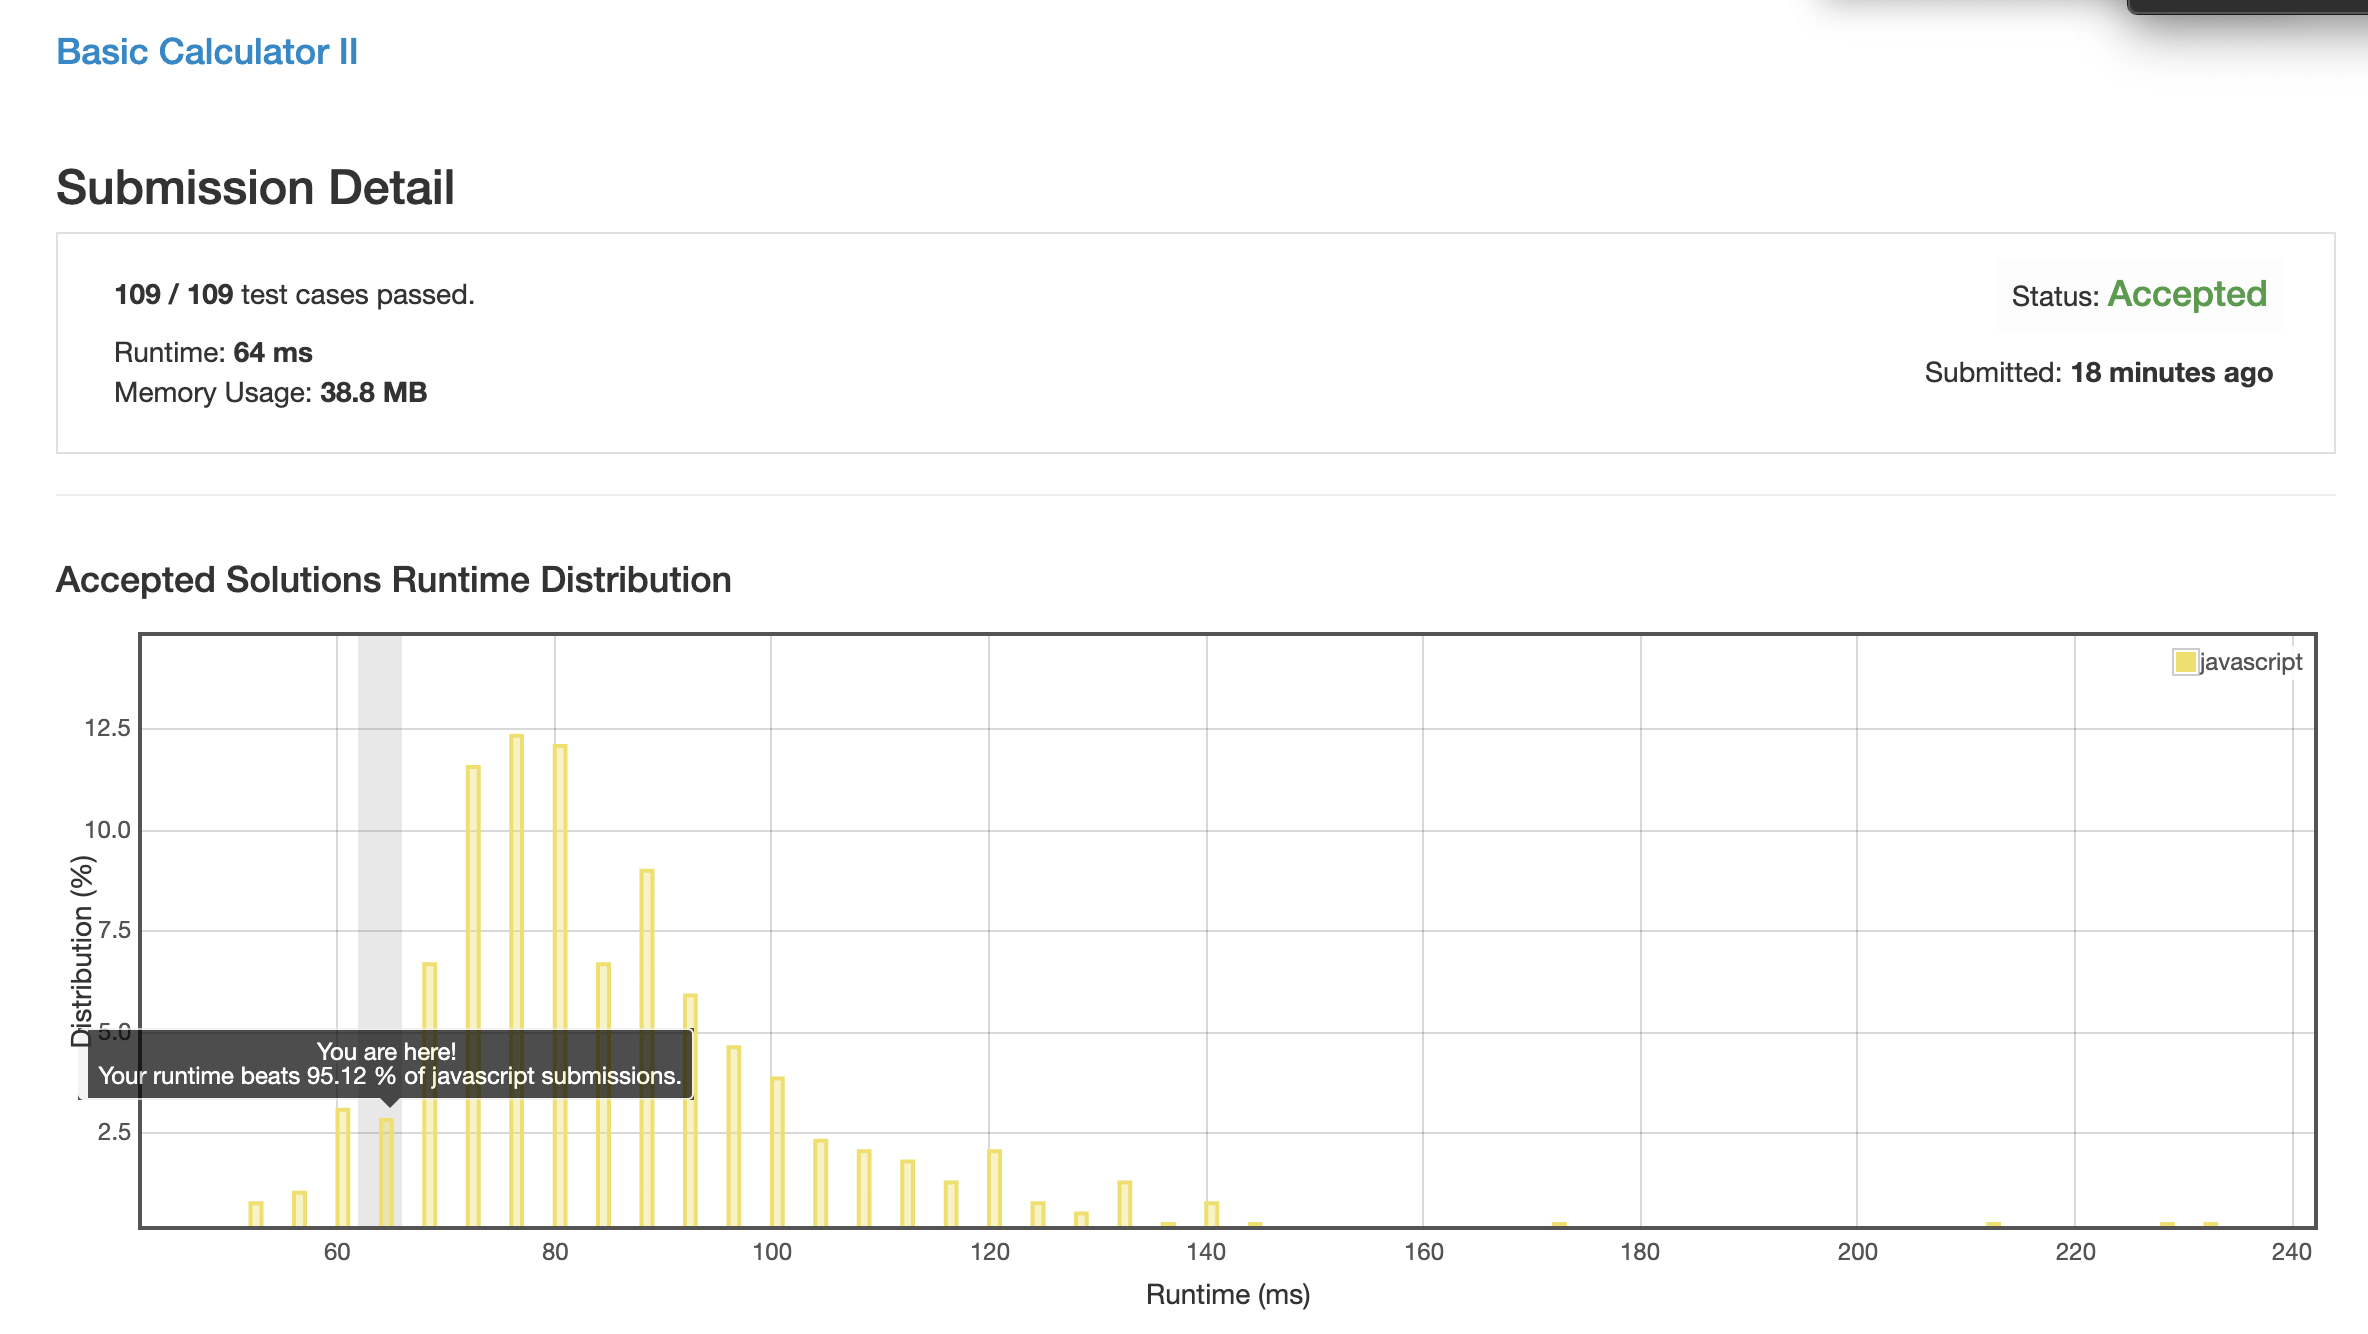 Basic Calculator II
Submission Detail
109 / 109 test cases passed.
Status: Accepted
Runtime: 64 ms
Memory Usage: 38.8 MB
Submitted: 18 minutes ago
Accepted Solutions Runtime Distribution
javascript
12.5
10.0
7.5
5.0
2.5
Distribution (%)
You are here!
Your runtime beats 95.12 % of javascript submissions.
60 80 100 120 140 160 180 200 220 240
Runtime (ms)